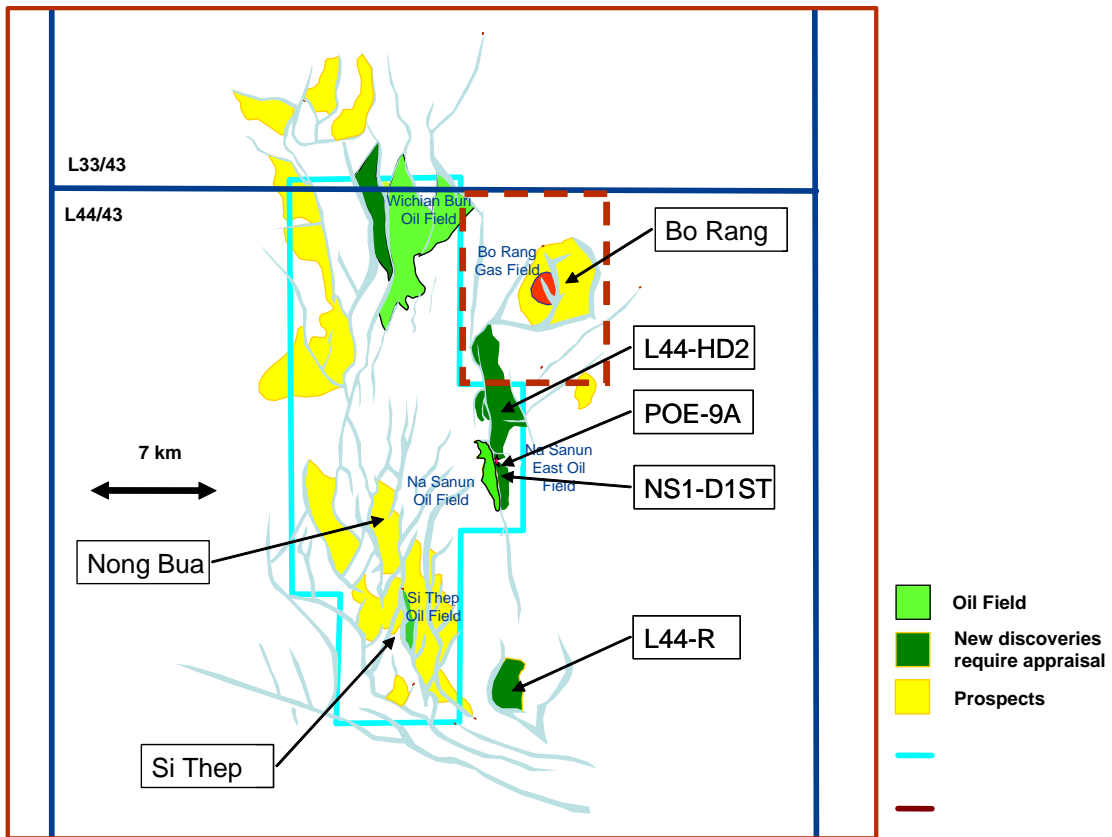 L33/43
L44/43
Wichian Buri
Oil Field
Bo Rang
Gas Field
Bo Rang
L44-HD2
POE-9A
Na Sanun
East Oil
Field
NS1-D1ST
7 km
Na Sanun
Oil Field
Nong Bua
Si Thep
Oil Field
L44-R
Si Thep
Oil Field
New discoveries
require appraisal
Prospects